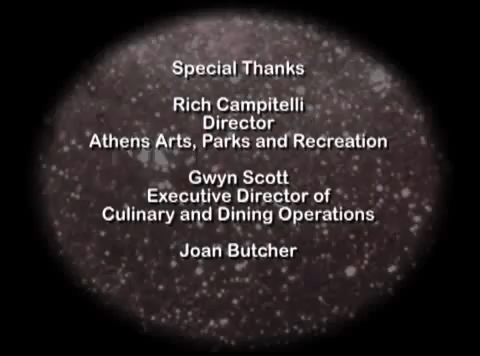 Special Thanks
Rich Campitelli
Director
Athens Arts, Parks and Recreation
Gwyn Scott
Executive Director of
Culinary and Dining Operations
Joan Butcher